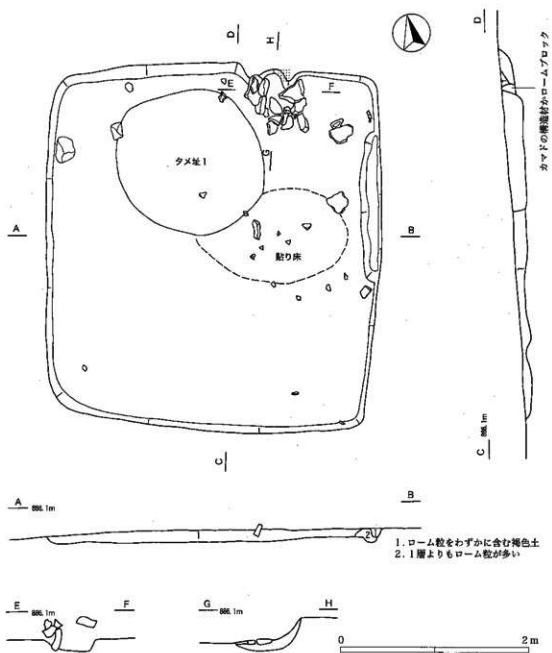 D
H
E
F
G
タメ址1
貼り床
A
B
C
D
カマドの構造材かロームブロック
C 886.1m
A 886.1m
B
1. ローム粒をわずかに含む褐色土
2. 1層よりもローム粒が多い
1
2
E 886.1m
F
G 886.1m
H
0
2m